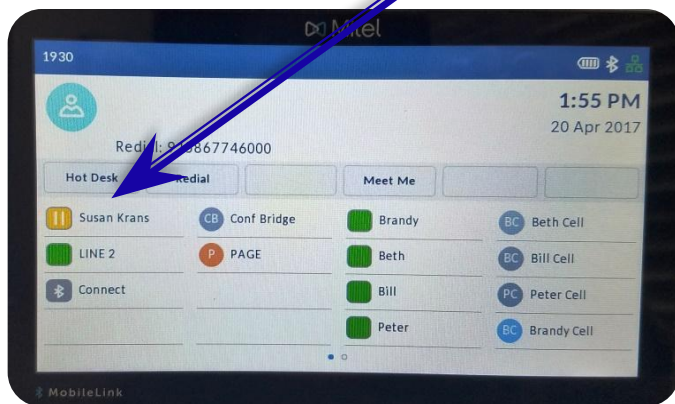 Mitel
1930
1:55 PM
20 Apr 2017
Redial: 867746000
Hot Desk Redial Meet Me
Susan Krans CB Conf Bridge Brandy BC Beth Cell
LINE 2 P PAGE Beth BC Bill Cell
Connect Bill PC Peter Cell
Peter BC Brandy Cell
MobileLink